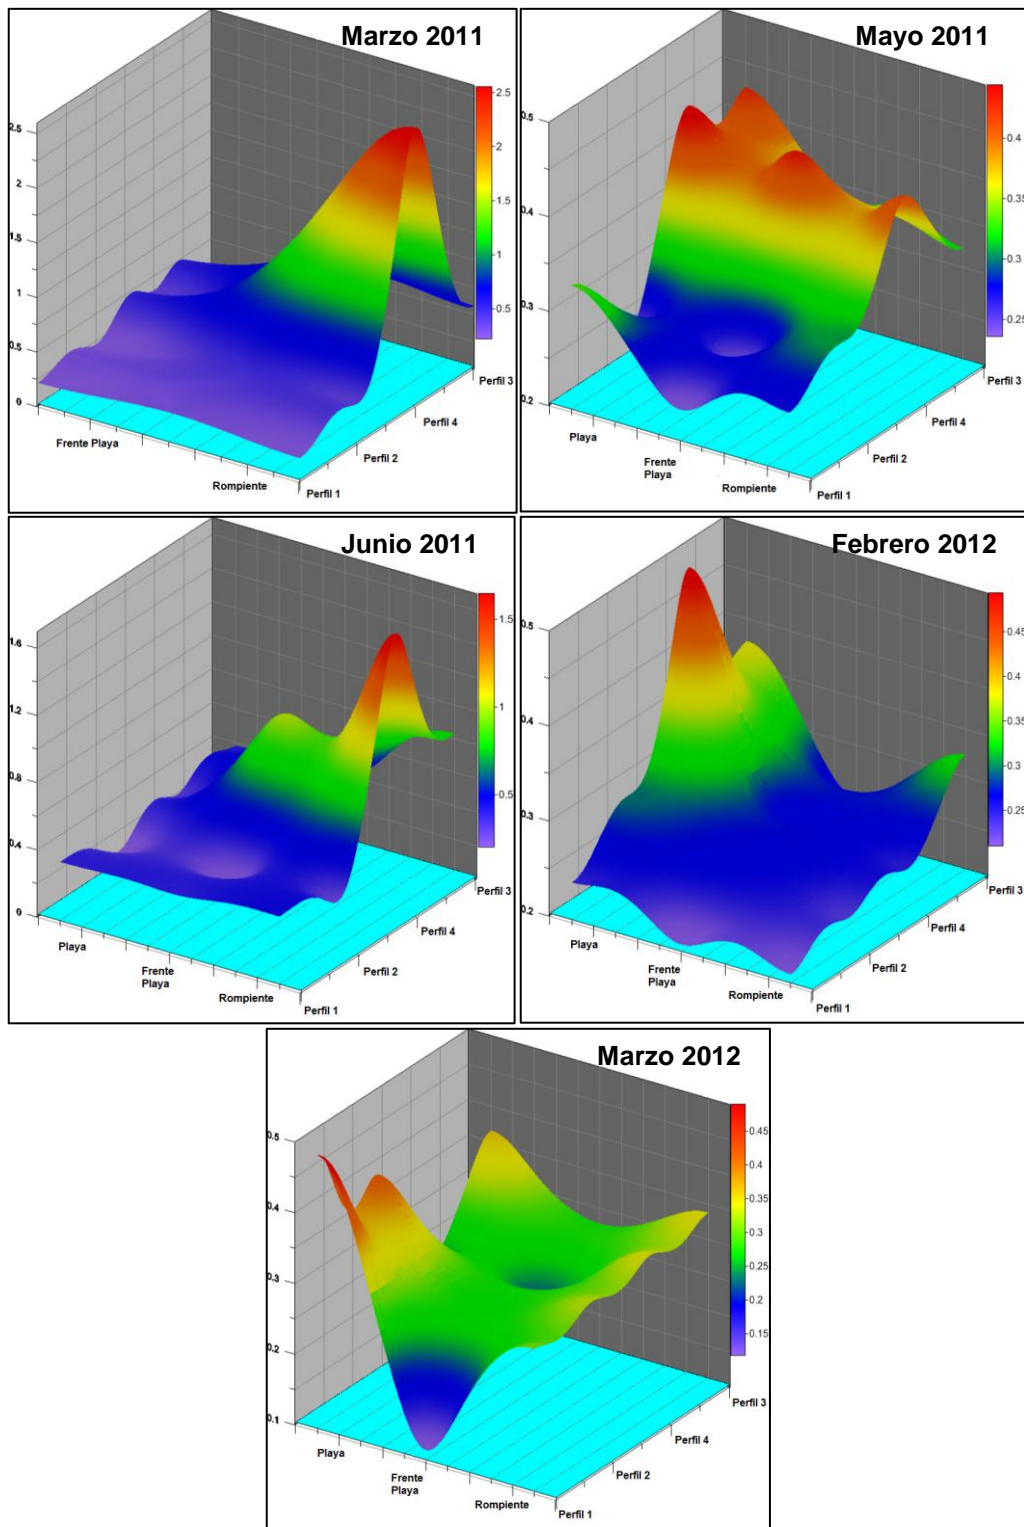 Marzo 2011
2.5
2
1.5
1
0.5
0
2.5
2
1.5
1
0.5
Frente Playa
Rompiente
Perfil 1
Perfil 2
Perfil 4
Perfil 3
Mayo 2011
0.5
0.4
0.3
0.2
0.4
0.35
0.3
0.25
Playa
Frente
Playa
Rompiente
Perfil 1
Perfil 2
Perfil 4
Perfil 3
Junio 2011
1.6
1.2
0.8
0.4
0
1.5
1
0.5
Playa
Frente
Playa
Rompiente
Perfil 1
Perfil 2
Perfil 4
Perfil 3
Febrero 2012
0.5
0.4
0.3
0.2
0.45
0.4
0.35
0.3
0.25
Playa
Frente
Playa
Rompiente
Perfil 1
Perfil 2
Perfil 4
Perfil 3
Marzo 2012
0.5
0.4
0.3
0.2
0.1
0.45
0.4
0.35
0.3
0.25
0.2
0.15
Playa
Frente
Playa
Rompiente
Perfil 1
Perfil 2
Perfil 4
Perfil 3